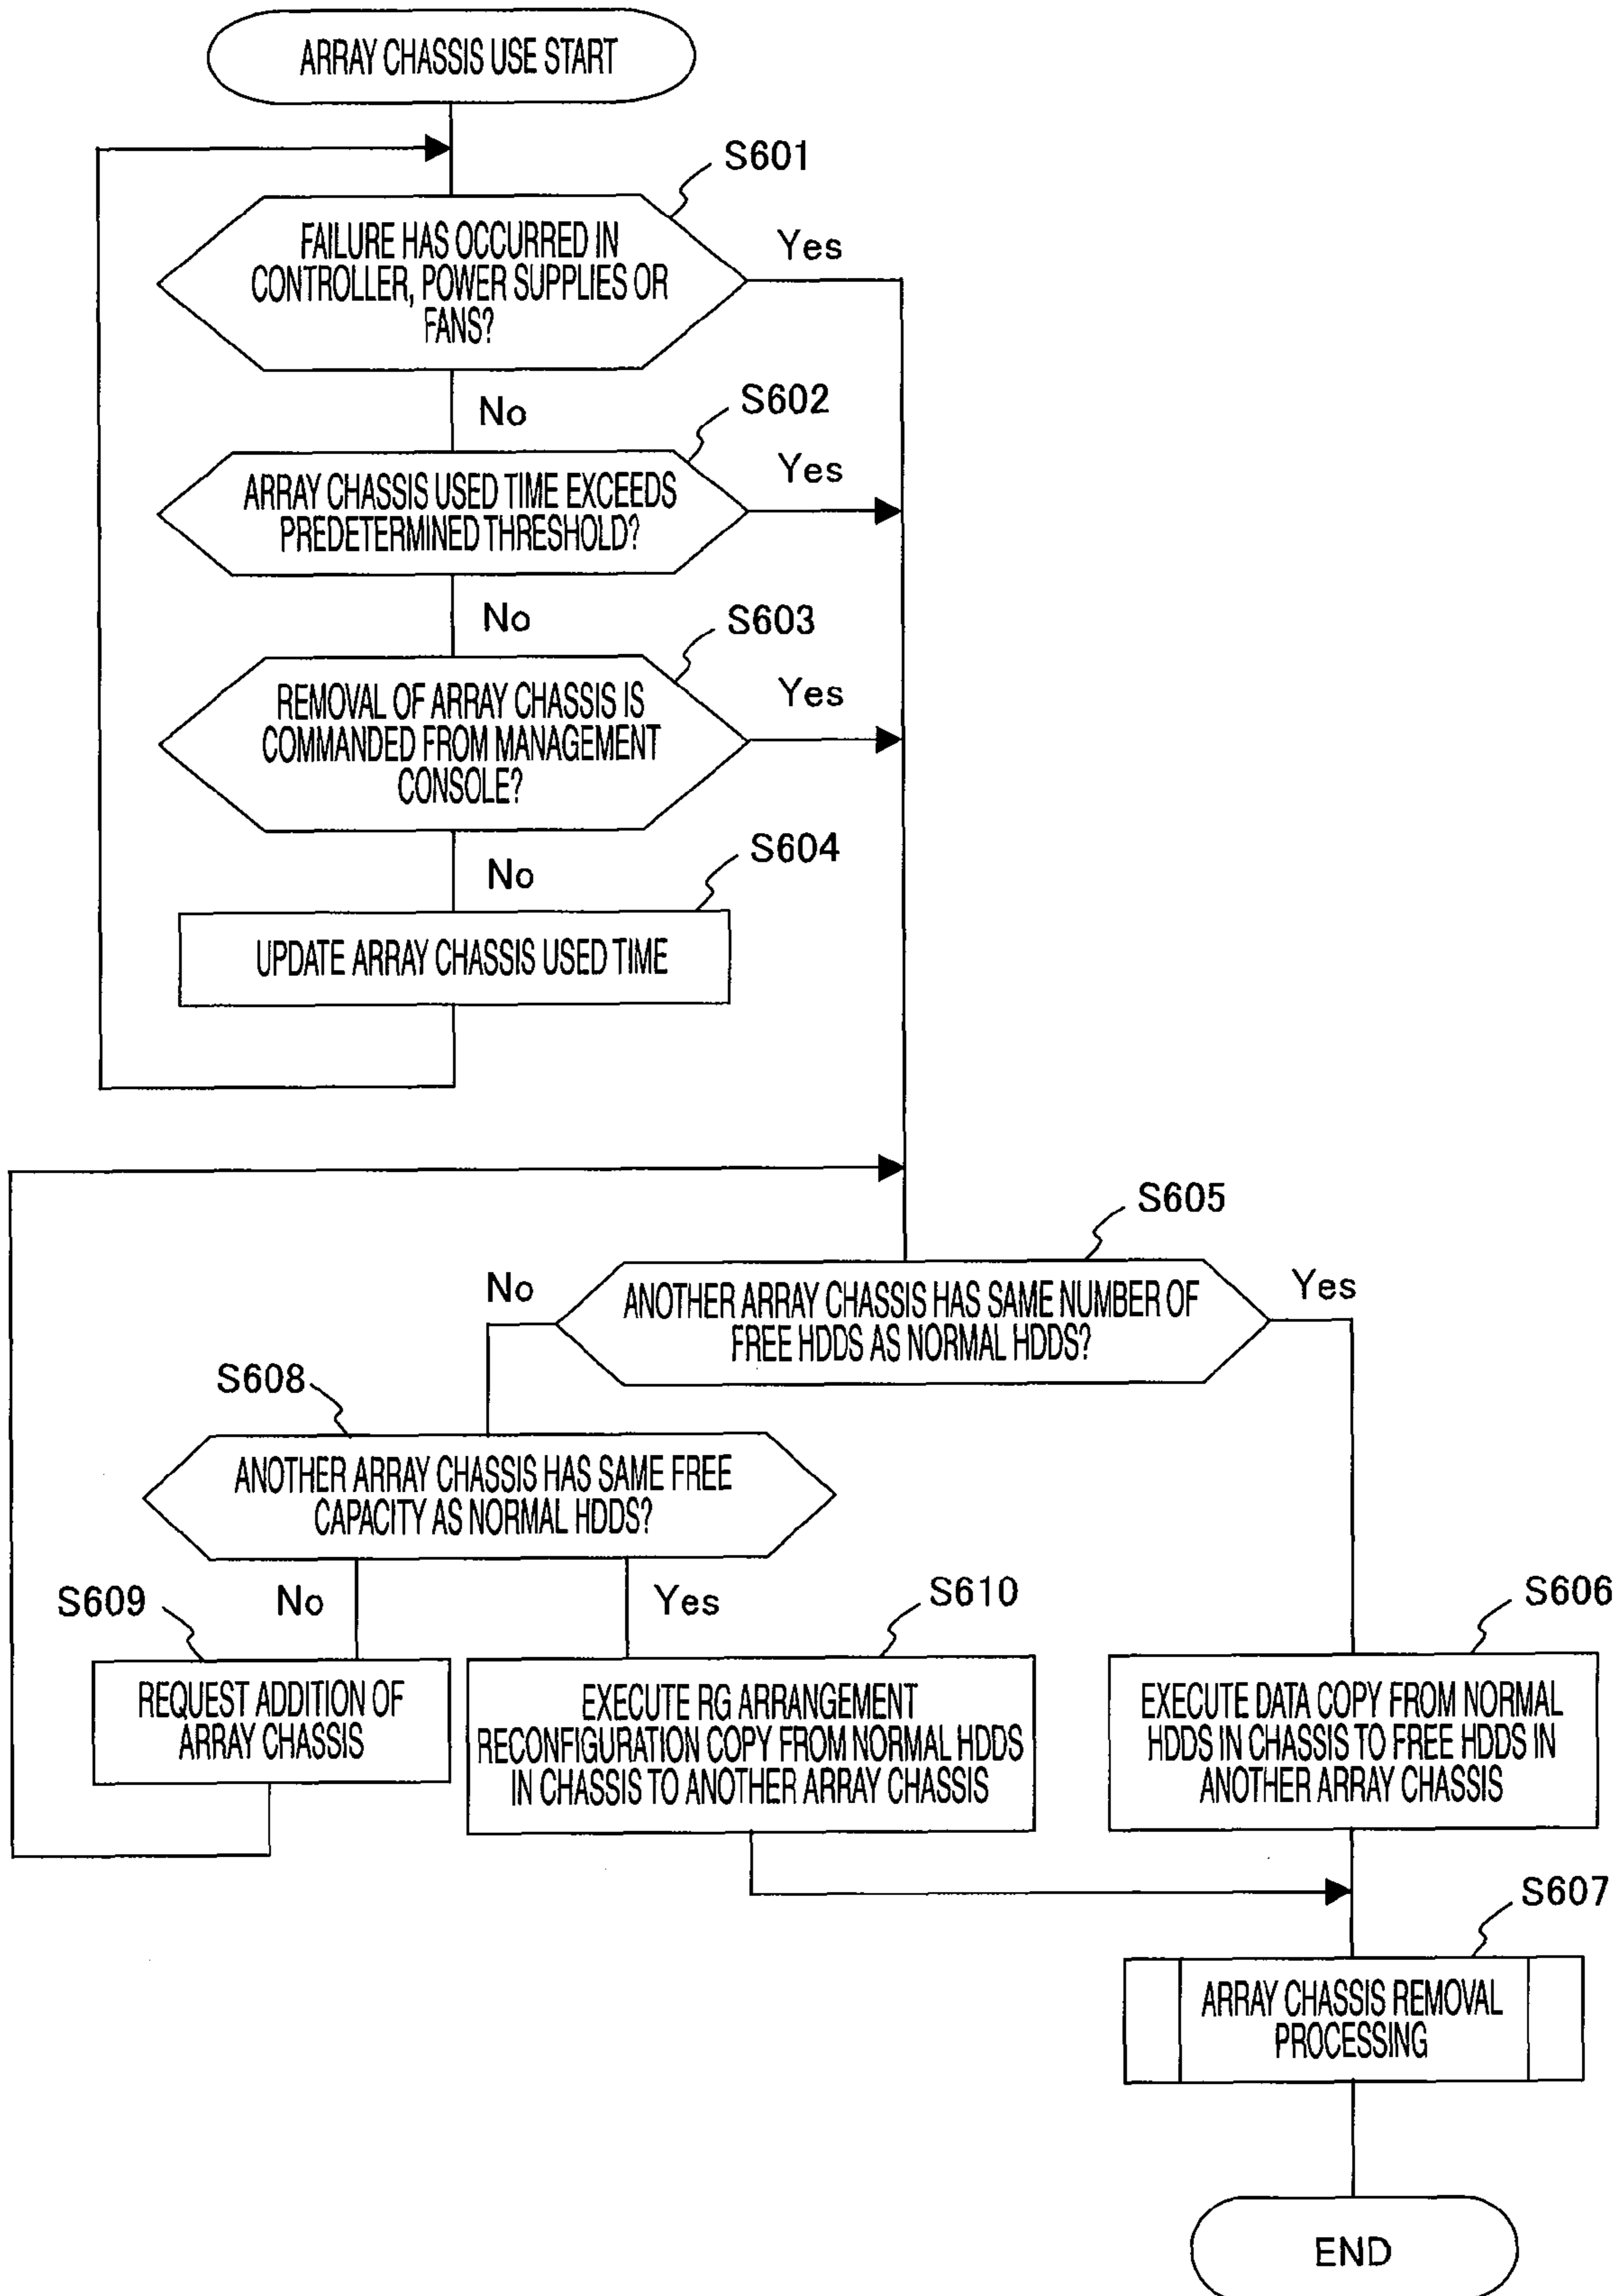 ARRAY CHASSIS USE START
S601
FAILURE HAS OCCURRED IN
CONTROLLER, POWER SUPPLIES OR
FANS?
Yes
No
S602
ARRAY CHASSIS USED TIME EXCEEDS
PREDETERMINED THRESHOLD?
Yes
No
S603
REMOVAL OF ARRAY CHASSIS IS
COMMANDED FROM MANAGEMENT
CONSOLE?
Yes
No
S604
UPDATE ARRAY CHASSIS USED TIME
S605
No
ANOTHER ARRAY CHASSIS HAS SAME NUMBER OF
FREE HDDS AS NORMAL HDDS?
Yes
S608
ANOTHER ARRAY CHASSIS HAS SAME FREE
CAPACITY AS NORMAL HDDS?
S609
No
Yes
S610
S606
REQUEST ADDITION OF
ARRAY CHASSIS
EXECUTE RG ARRANGEMENT
RECONFIGURATION COPY FROM NORMAL HDDS
IN CHASSIS TO ANOTHER ARRAY CHASSIS
EXECUTE DATA COPY FROM NORMAL
HDDS IN CHASSIS TO FREE HDDS IN
ANOTHER ARRAY CHASSIS
S607
ARRAY CHASSIS REMOVAL
PROCESSING
END